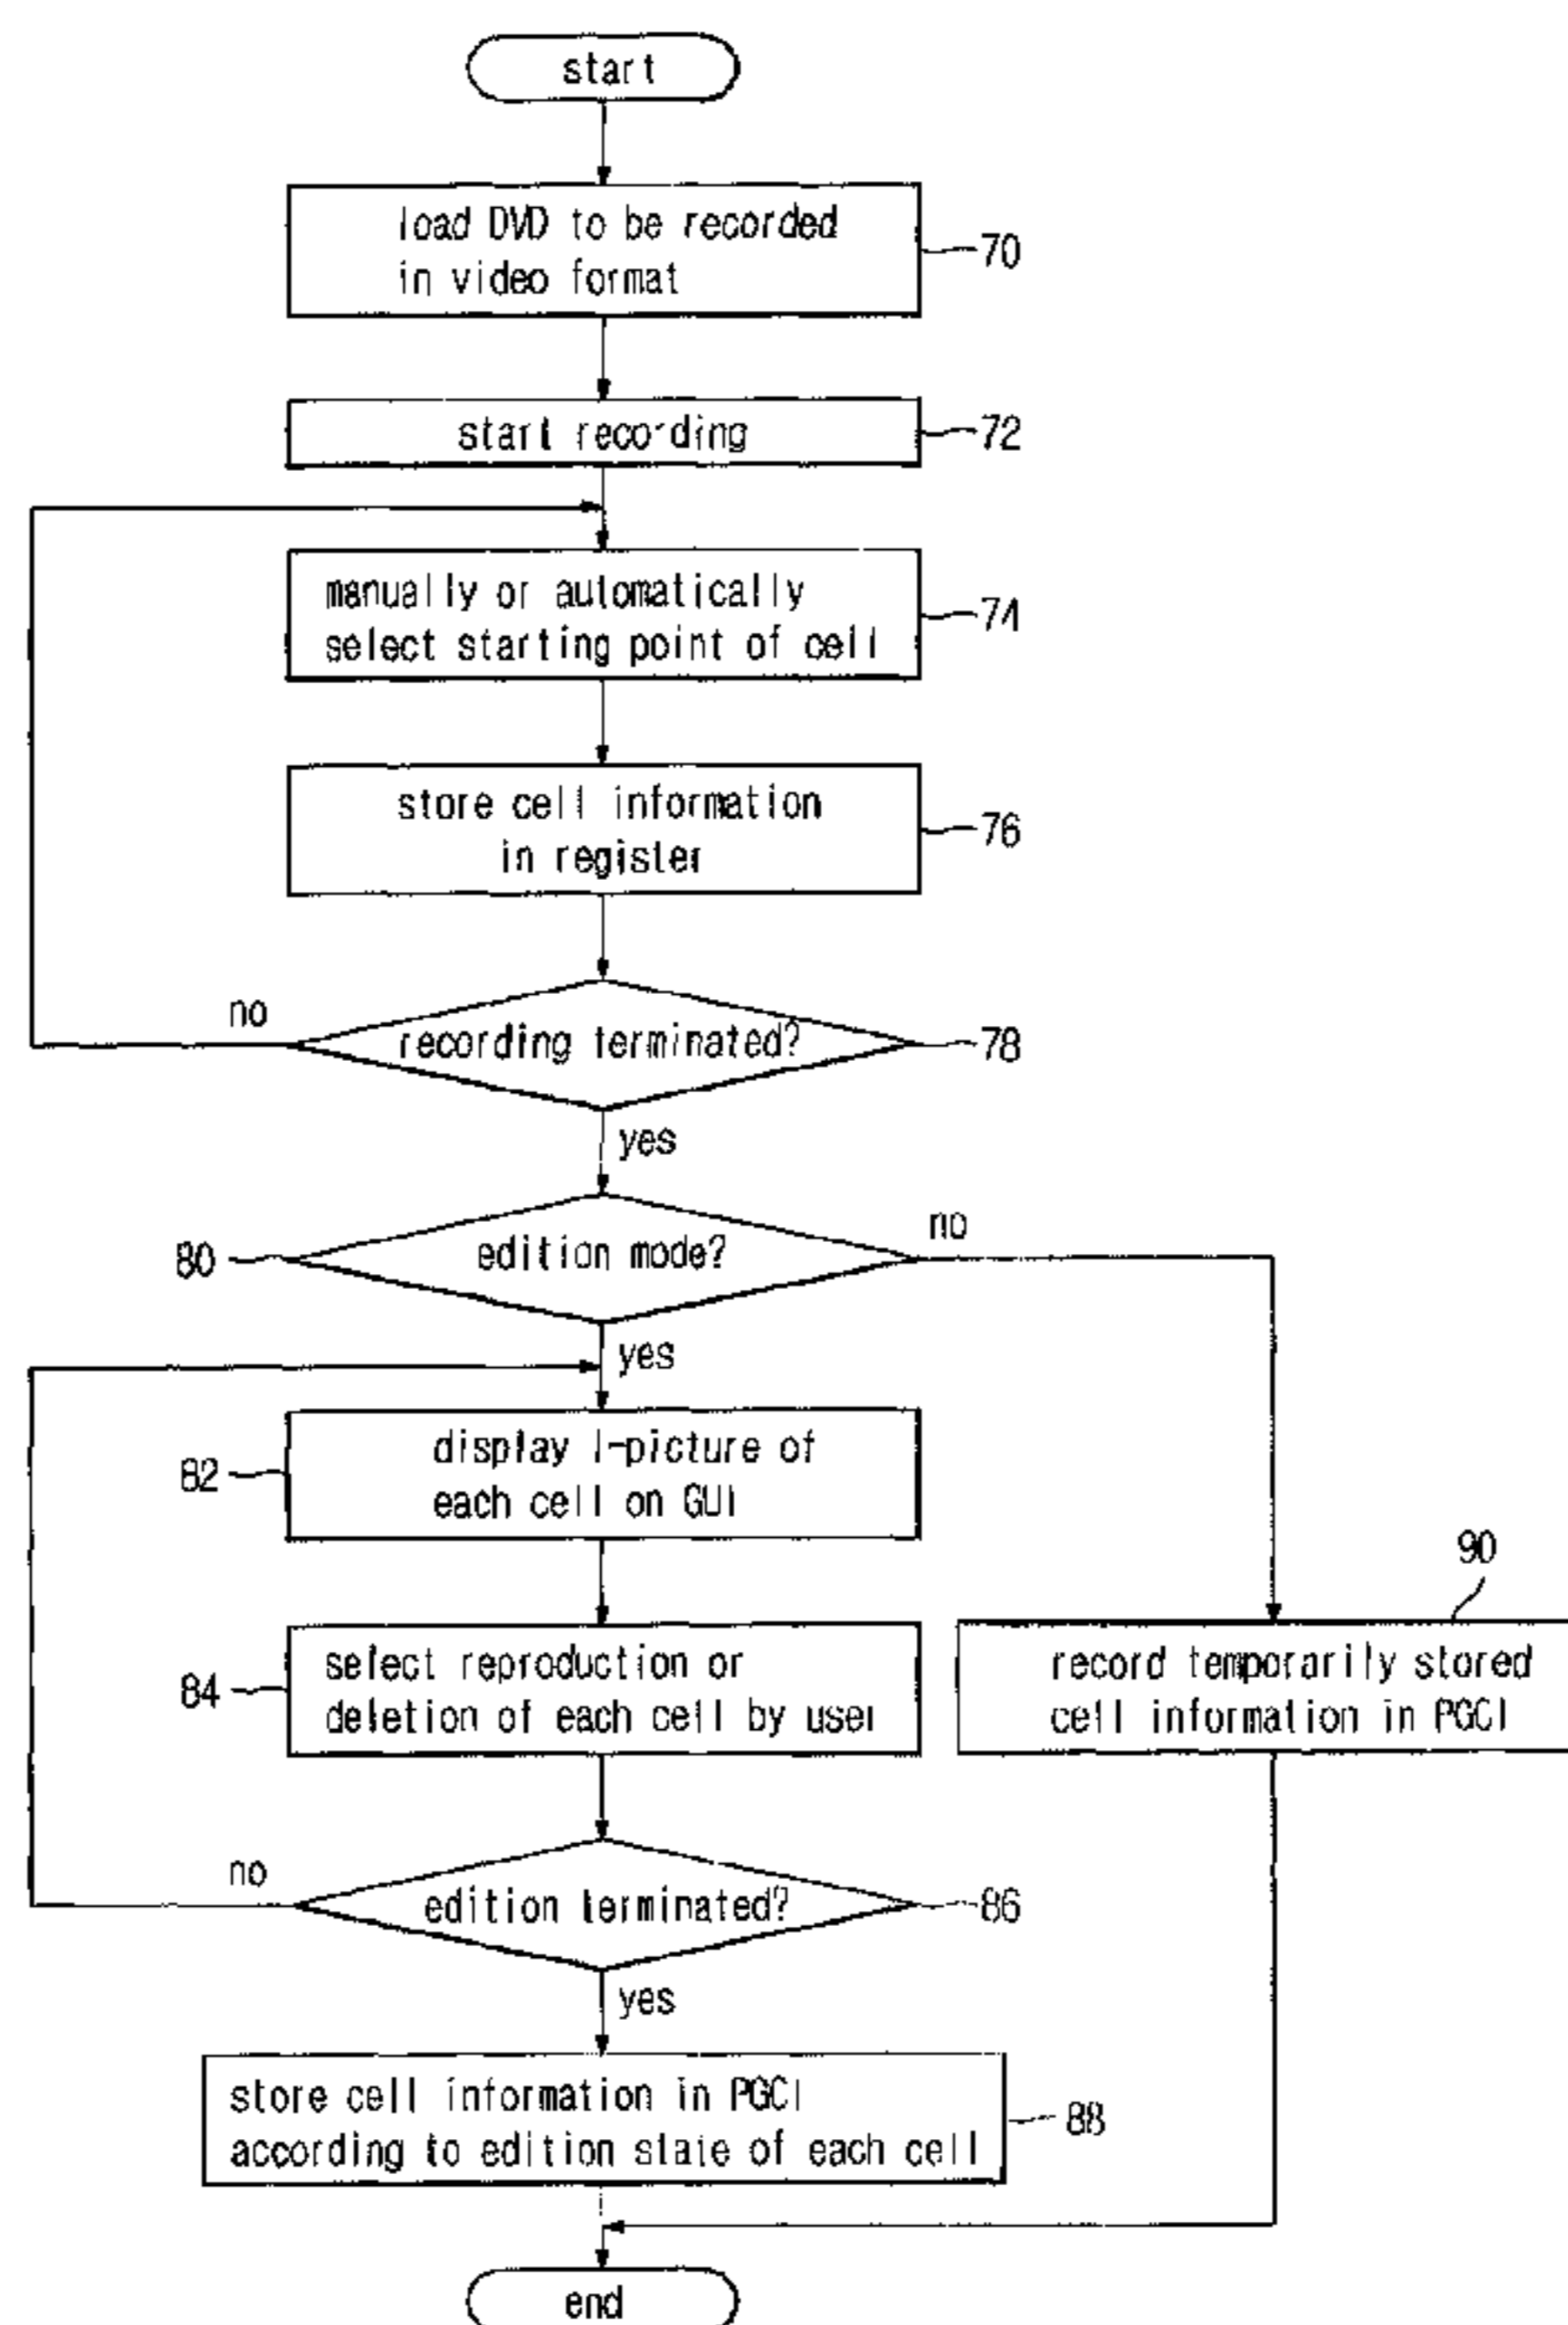 start
load DVD to be recorded
in video format
70
start recording
72
manually or automatically
select starting point of cell
74
store cell information
in register
76
no
recording terminated?
78
yes
80
edition mode?
no
yes
82
display I-picture of
each cell on GUI
84
select reproduction or
deletion of each cell by user
90
record temporarily stored
cell information in PGCI
no
edition terminated?
86
yes
store cell information in PGCI
according to edition state of each cell
88
end